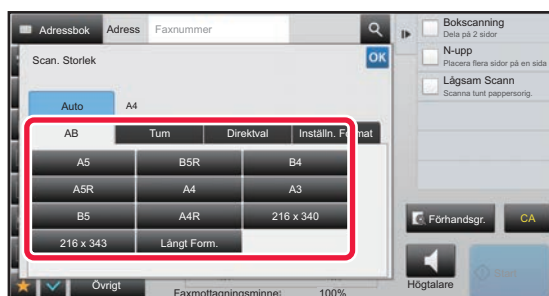 Adressbok Adress Faxnummer
Scan. Storlek OK
Auto A4
AB Tum Direktval Inställn. Format
A5 B5R B4
A5R A4 A3
B5 A4R 216 x 340
216 x 343 Långt Form.
Övrigt
Faxmottagningsminne: 100%
Bokscanning
Dela på 2 sidor
N-upp
Placera flera sidor på en sida
Lågsam Scann
Scanna tunt pappersorig.
Förhandsgr. CA
Högtalare Start